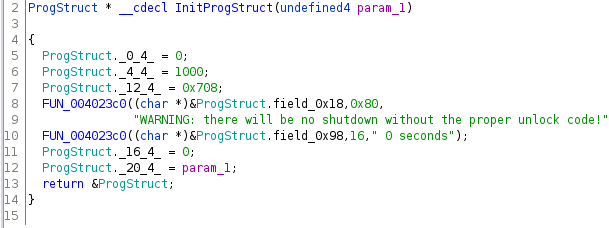 2 ProgStruct * __cdecl InitProgStruct(undefined4 param_1)
3
4 {
5 ProgStruct._0_4_ = 0;
6 ProgStruct._4_4_ = 1000;
7 ProgStruct._12_4_ = 0x708;
8 FUN_004023c0((char *)&ProgStruct.field_0x18,0x80,
9 "WARNING: there will be no shutdown without the proper unlock code!"
10 FUN_004023c0((char *)&ProgStruct.field_0x98,16," 0 seconds");
11 ProgStruct._16_4_ = 0;
12 ProgStruct._20_4_ = param_1;
13 return &ProgStruct;
14 }
15